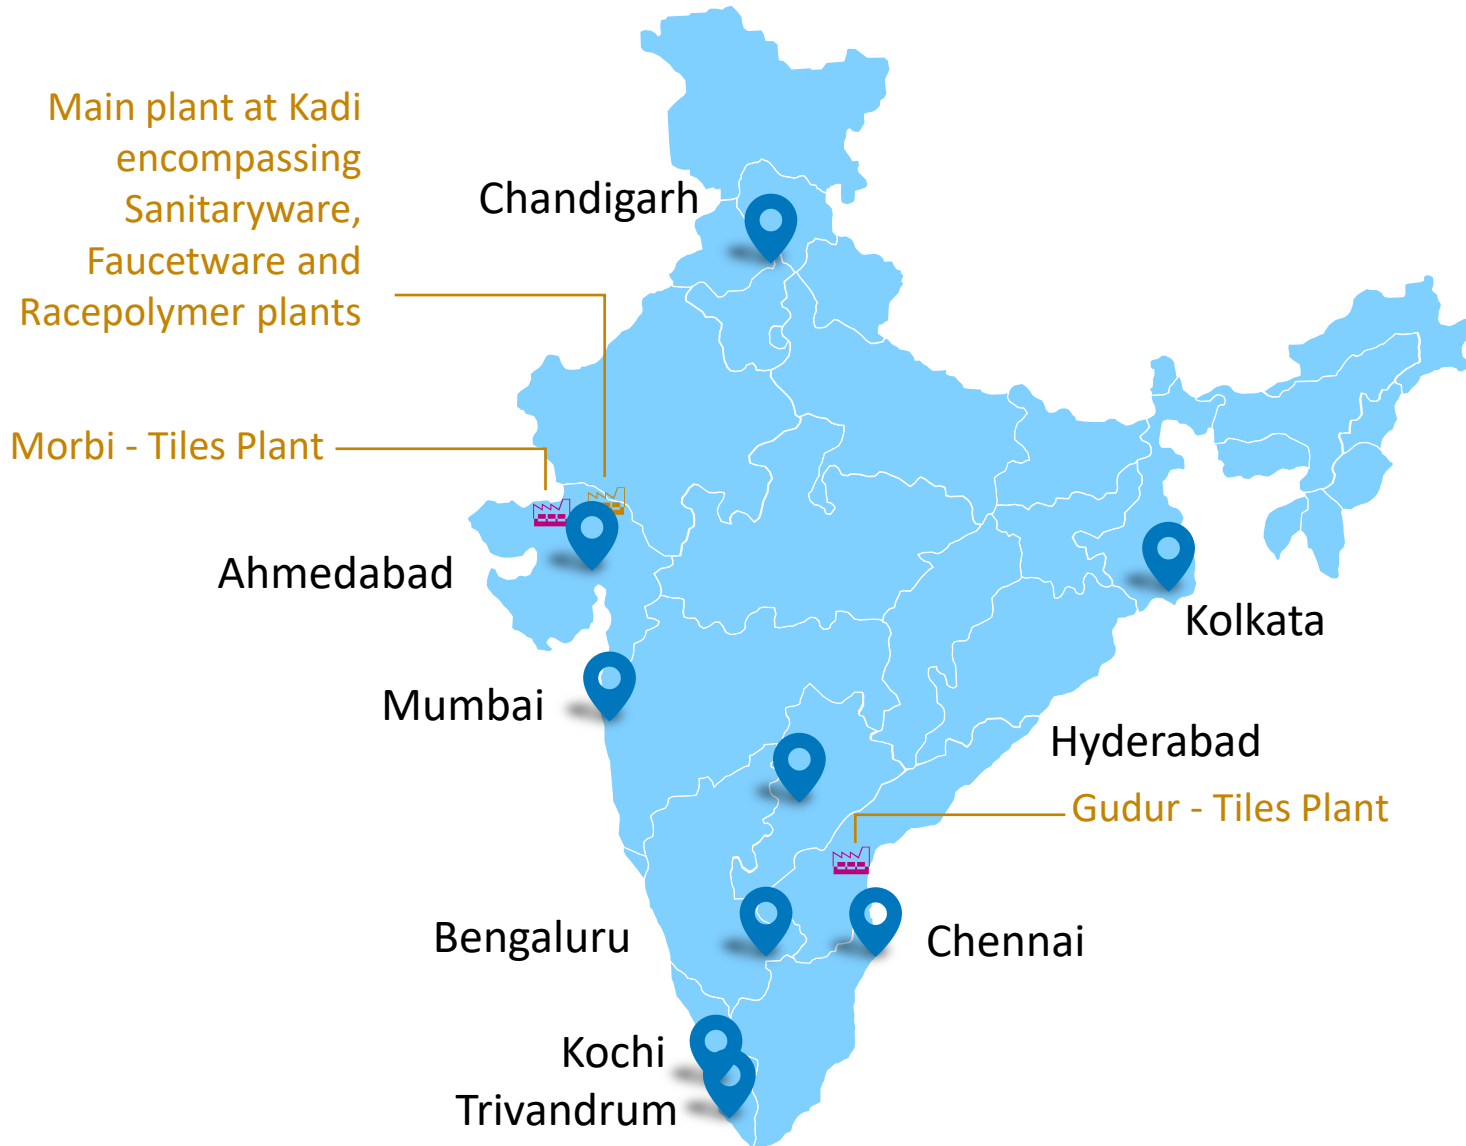 Main plant at Kadi
encompassing
Sanitaryware,
Faucetware and
Racepolymer plants
Chandigarh
Morbi - Tiles Plant
Ahmedabad
Kolkata
Mumbai
Hyderabad
Gudur - Tiles Plant
Bengaluru
Chennai
Kochi
Trivandrum